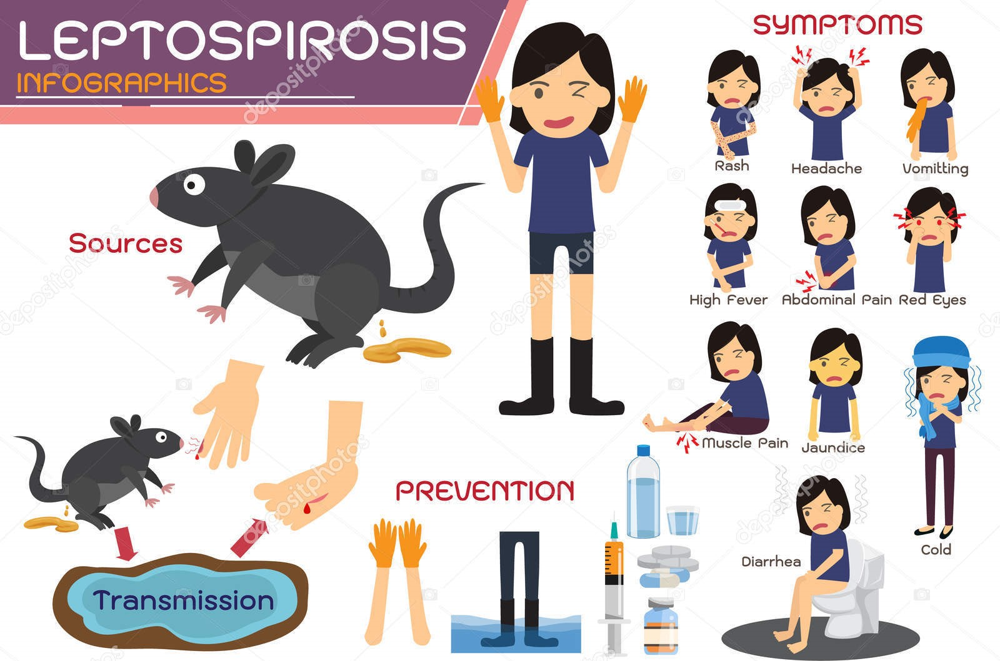 LEPTOSPIROSIS
INFOGRAPHICS
Sources
Transmission
PREVENTION
SYMPTOMS
Rash
Headache
Vomitting
High Fever
Abdominal Pain
Red Eyes
Muscle Pain
Jaundice
Cold
Diarrhea
depositphotos